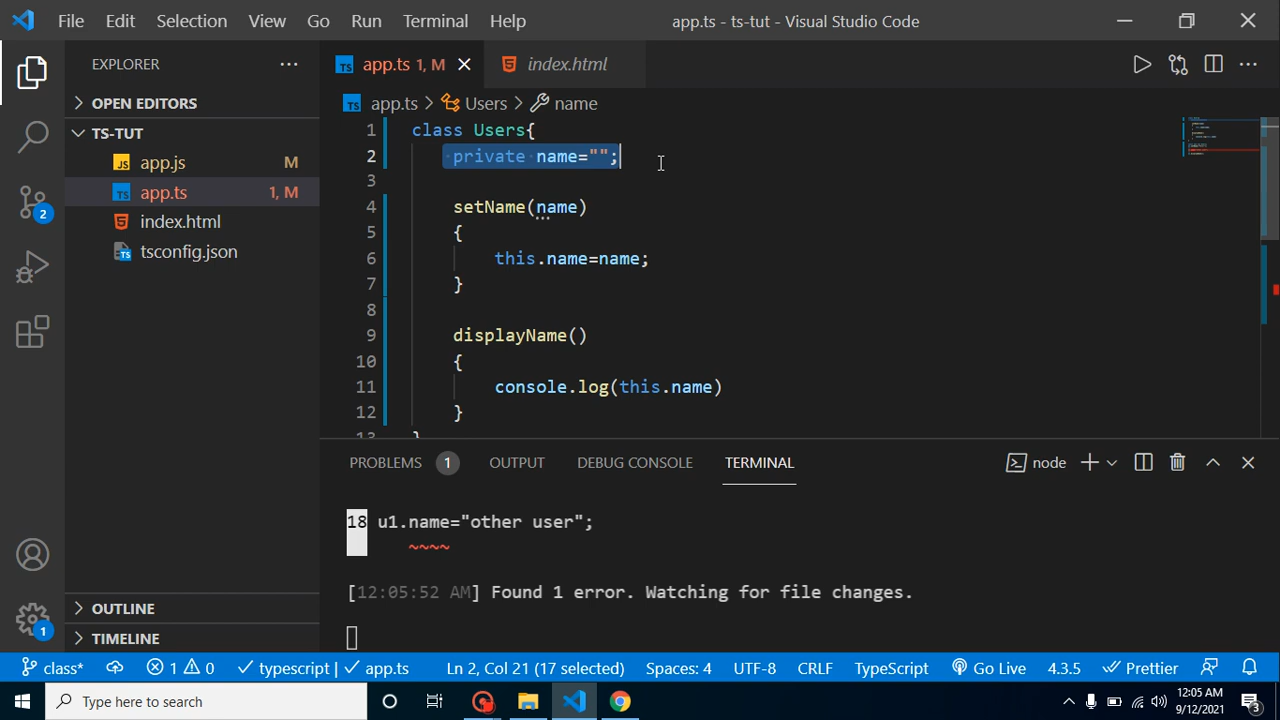 File Edit Selection View Go Run Terminal Help app.ts - ts-tut - Visual Studio Code
EXPLORER
app.ts 1, M
index.html
OPEN EDITORS
app.ts > Users > name
TS-TUT
app.js M
app.ts 1, M
index.html
tsconfig.json
OUTLINE
TIMELINE
1 class Users{
2 private name="";
3
4 setName(name)
5 {
6 this.name=name;
7 }
8
9 displayName()
10 {
11 console.log(this.name)
12 }
13 }
PROBLEMS 1 OUTPUT DEBUG CONSOLE TERMINAL node
18 u1.name="other user";
~~~~
[12:05:52 AM] Found 1 error. Watching for file changes.
2
1
class* 1 0 typescript | app.ts Ln 2, Col 21 (17 selected) Spaces: 4 UTF-8 CRLF TypeScript Go Live 4.3.5 Prettier
Type here to search
12:05 AM
9/12/2021
3